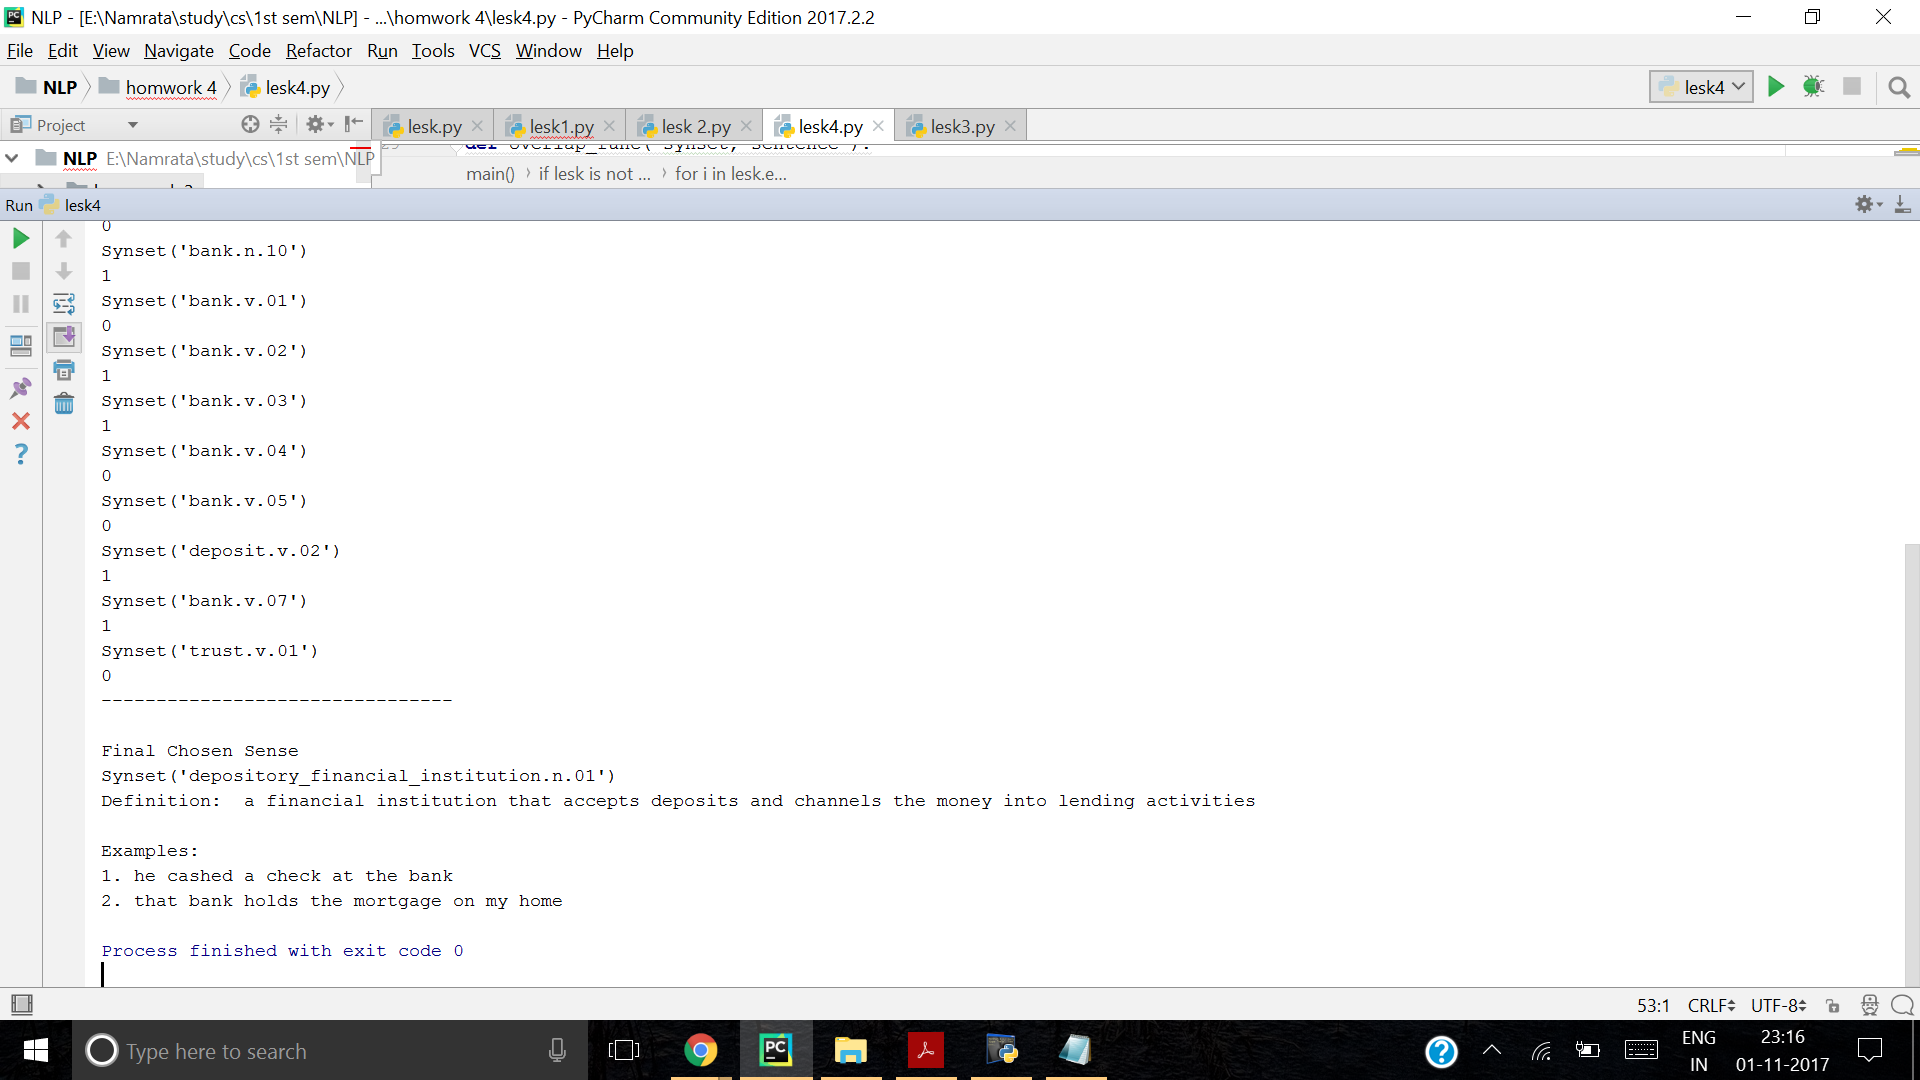 NLP - [E:\Namrata\study\cs\1st sem\NLP] - ...\homwork 4\lesk4.py - PyCharm Community Edition 2017.2.2
File Edit View Navigate Code Refactor Run Tools VCS Window Help
NLP homwork 4 lesk4.py lesk4
Project lesk.py lesk1.py lesk 2.py lesk4.py lesk3.py
NLP E:\Namrata\study\cs\1st sem\NLP
def overlap_func( synset, sentence ):
main() if lesk is not ... for i in lesk.e...
Run lesk4
0
Synset('bank.n.10')
1
Synset('bank.v.01')
0
Synset('bank.v.02')
1
Synset('bank.v.03')
1
Synset('bank.v.04')
0
Synset('bank.v.05')
0
Synset('deposit.v.02')
1
Synset('bank.v.07')
1
Synset('trust.v.01')
0
--------------------------------
Final Chosen Sense
Synset('depository_financial_institution.n.01')
Definition:  a financial institution that accepts deposits and channels the money into lending activities
Examples:
1. he cashed a check at the bank
2. that bank holds the mortgage on my home
Process finished with exit code 0
53:1 CRLF UTF-8
Type here to search
ENG 23:16
IN 01-11-2017